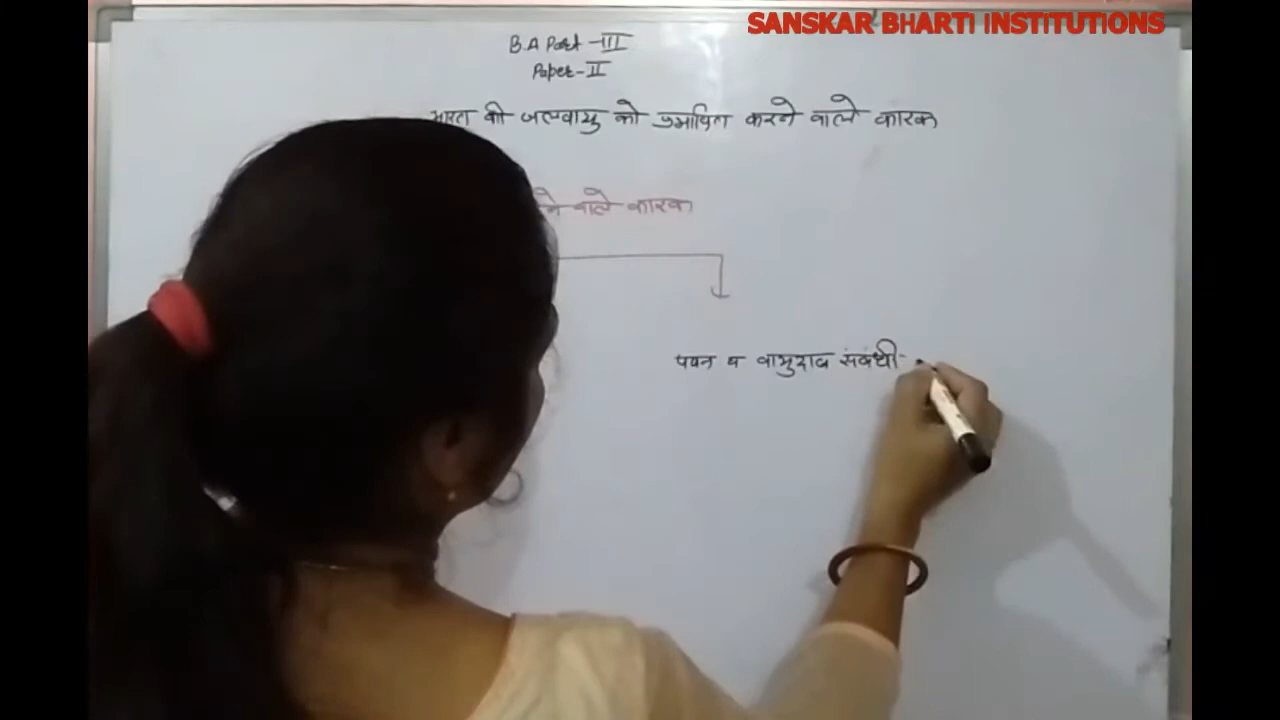 SANSKAR BHARTI INSTITUTIONS
B.A Part-III
Paper-II
भारत की जलवायु को प्रभावित करने वाले कारक
वाले कारक
पवन व वायुदाब संबंधी